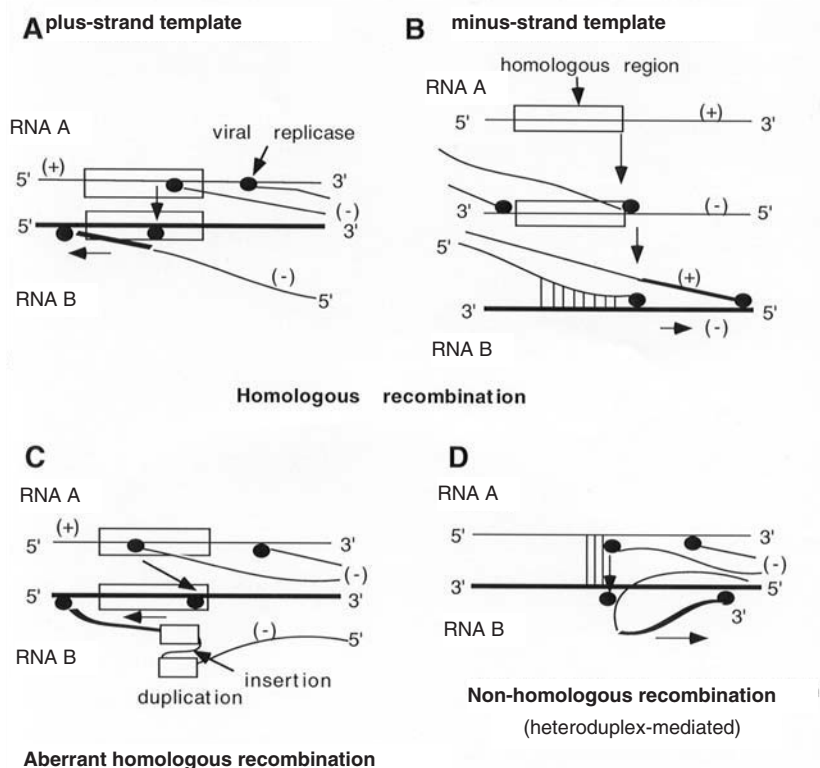 A plus-strand template
RNA A
viral replicase
5' (+) 3'
(-)
5' 3'
(-)
5'
RNA B
B minus-strand template
homologous region
RNA A
5' (+) 3'
3' (-) 5'
5'
(+)
3' 5'
(-)
RNA B
Homologous recombination
C
RNA A
(+)
5' 3'
(-)
5' 3'
(-) 5'
RNA B
insertion
duplication
Aberrant homologous recombination
D
RNA A
5' 3'
(-)
3' 5'
RNA B
3'
Non-homologous recombination
(heteroduplex-mediated)